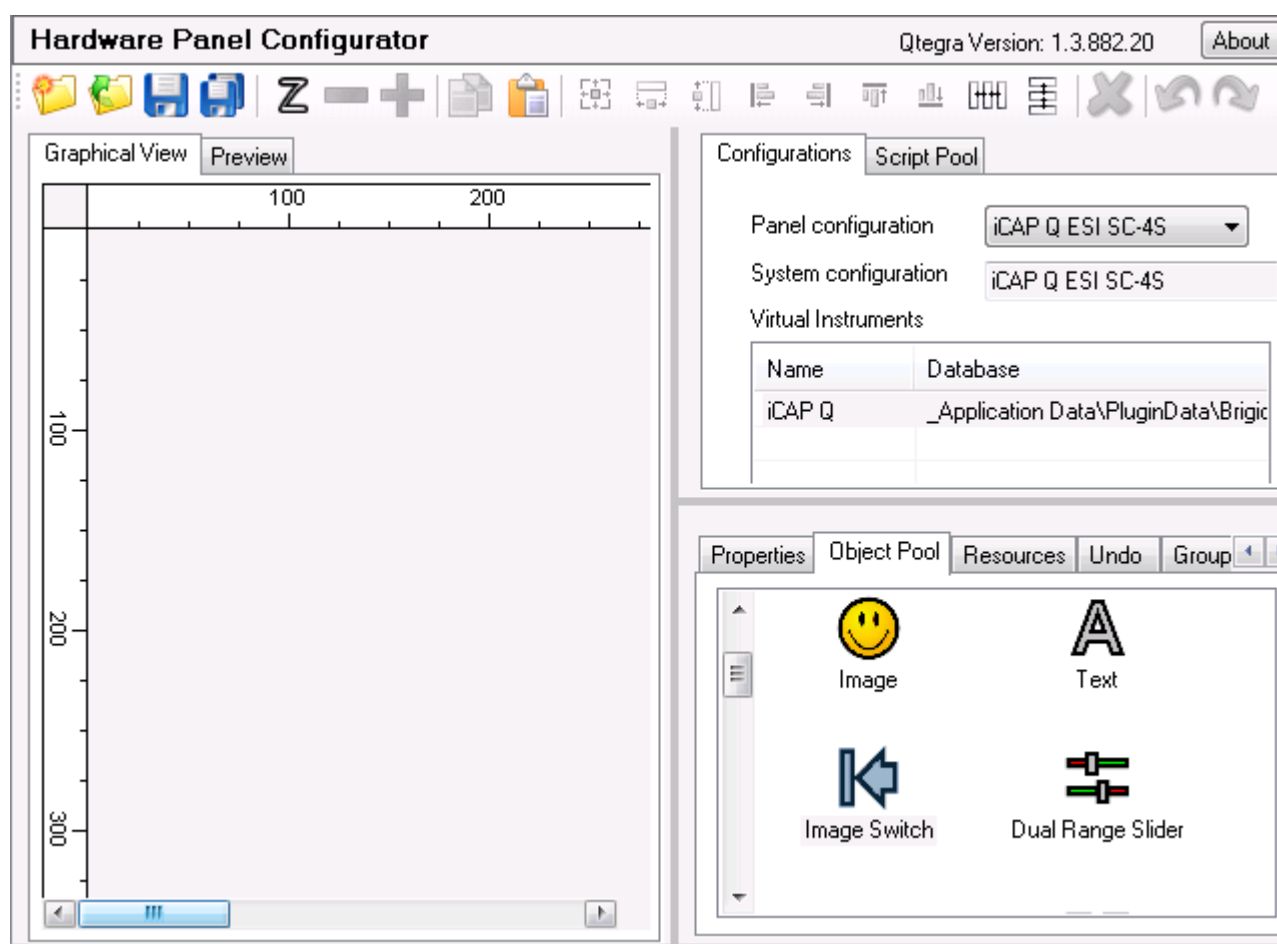 Hardware Panel Configurator Qtegra Version: 1.3.882.20 About
Graphical View Preview
100 200
100
200
300
Configurations Script Pool
Panel configuration iCAP Q ESI SC-4S
System configuration iCAP Q ESI SC-4S
Virtual Instruments
Name Database
iCAP Q _Application Data\PluginData\Brigid
Properties Object Pool Resources Undo Group
Image Text
Image Switch Dual Range Slider